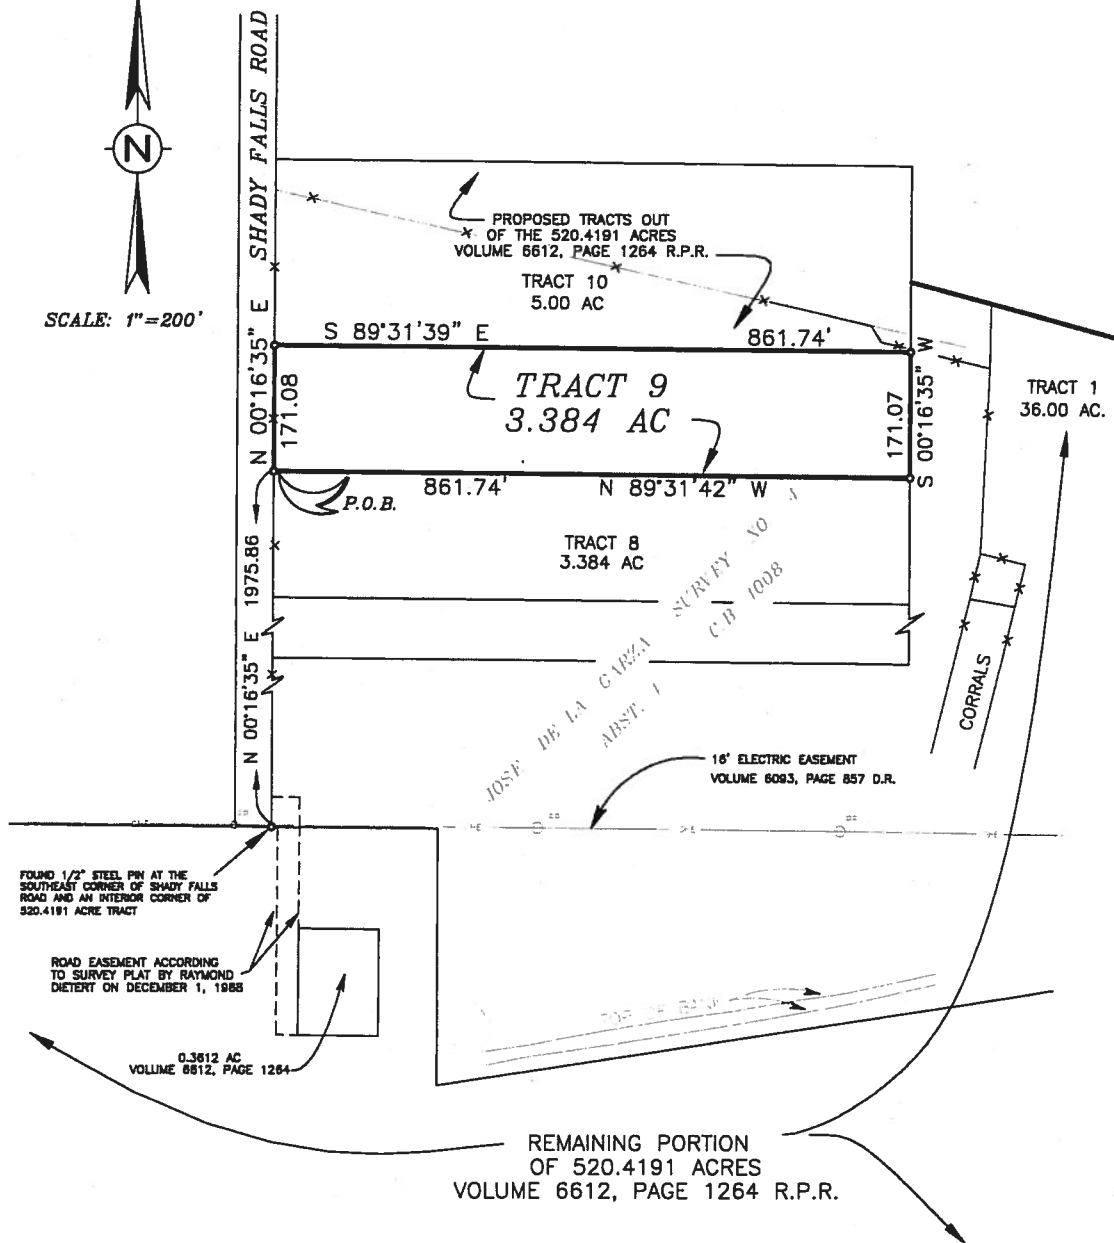 SHADY FALLS ROAD
N
SCALE: 1"=200'
PROPOSED TRACTS OUT
OF THE 520.4191 ACRES
VOLUME 6612, PAGE 1264 R.P.R.
TRACT 10
5.00 AC
S 89°31'39" E
861.74'
N 00°16'35" E
171.08
TRACT 9
3.384 AC
171.07
S 00°16'35" W
TRACT 1
36.00 AC.
861.74'
N 89°31'42" W
P.O.B.
TRACT 8
3.384 AC
N 00°16'35" E 1975.86
JOSE DE LA GARZA SURVEY NO
ABST. 1 C.B 1008
CORRALS
16' ELECTRIC EASEMENT
VOLUME 6093, PAGE 857 D.R.
FOUND 1/2" STEEL PIN AT THE
SOUTHEAST CORNER OF SHADY FALLS
ROAD AND AN INTERIOR CORNER OF
520.4191 ACRE TRACT
ROAD EASEMENT ACCORDING
TO SURVEY PLAT BY RAYMOND
DIETERT ON DECEMBER 1, 1988
TOP OF BANK
0.3612 AC
VOLUME 6612, PAGE 1264
REMAINING PORTION
OF 520.4191 ACRES
VOLUME 6612, PAGE 1264 R.P.R.